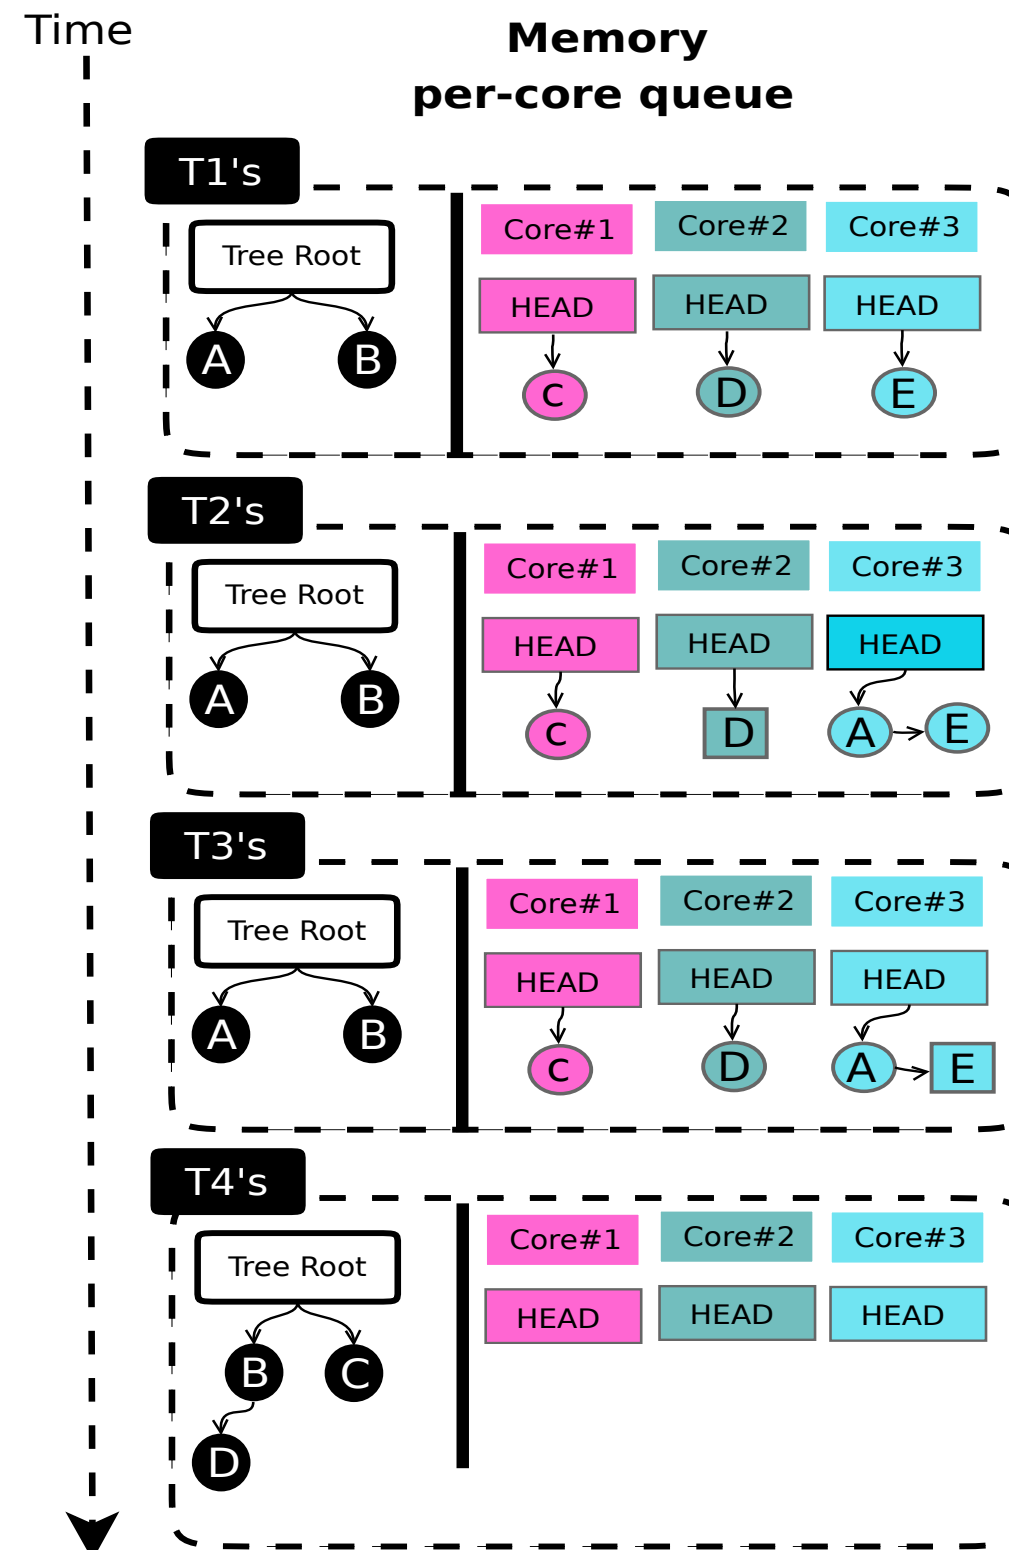 Time
Memory
per-core queue
T1's
Tree Root
A B
Core#1 Core#2 Core#3
HEAD HEAD HEAD
c D E
T2's
Tree Root
A B
Core#1 Core#2 Core#3
HEAD HEAD HEAD
c D A E
T3's
Tree Root
A B
Core#1 Core#2 Core#3
HEAD HEAD HEAD
c D A E
T4's
Tree Root
B C
D
Core#1 Core#2 Core#3
HEAD HEAD HEAD